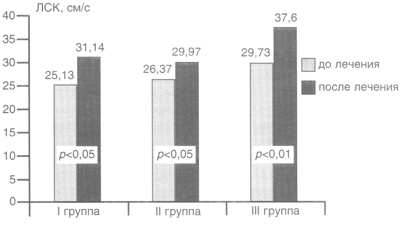 ЛСК, см/с
40
35
30
25
20
15
10
5
0
25,13
31,14
26,37
29,97
29,73
37,6
p<0,05
p<0,05
p<0,01
I группа
II группа
III группа
до лечения
после лечения